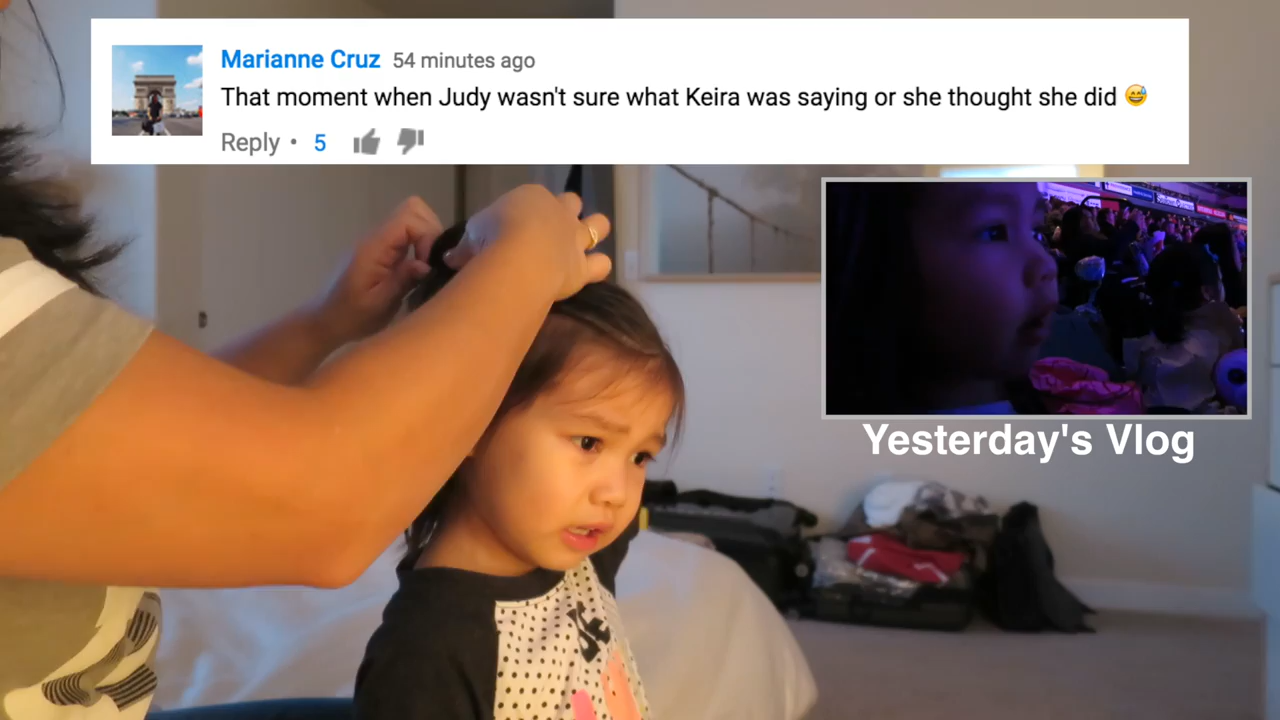 Marianne Cruz 54 minutes ago
That moment when Judy wasn't sure what Keira was saying or she thought she did 😅
Reply • 5
Yesterday's Vlog